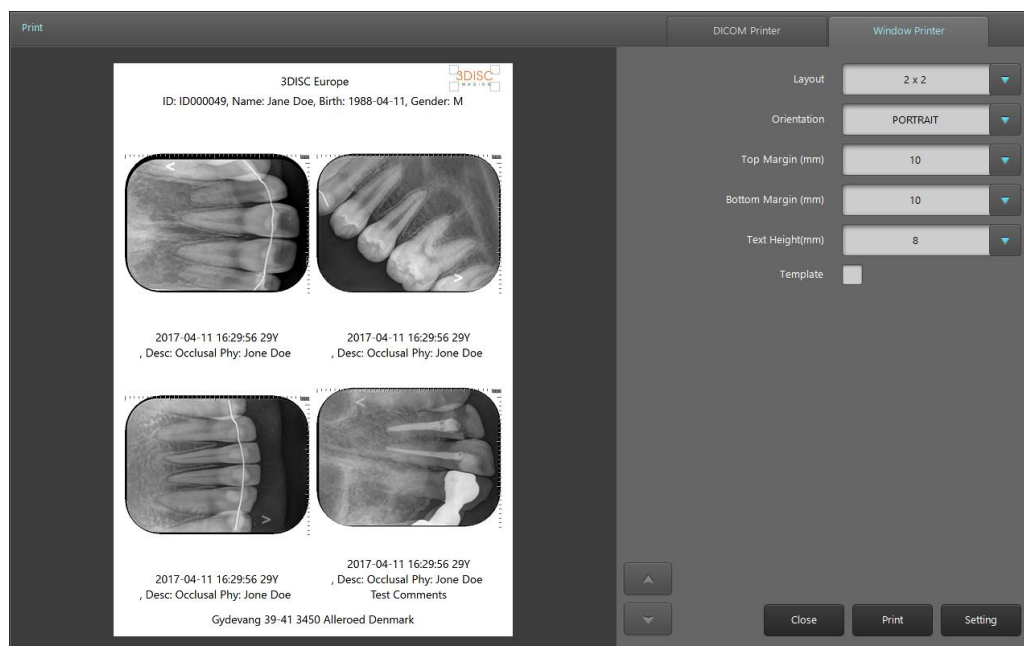 Print
DICOM Printer
Window Printer
3DISC Europe
3DISC
IMAGING
ID: ID000049, Name: Jane Doe, Birth: 1988-04-11, Gender: M
2017-04-11 16:29:56 29Y
, Desc: Occlusal Phy: Jone Doe
2017-04-11 16:29:56 29Y
, Desc: Occlusal Phy: Jone Doe
2017-04-11 16:29:56 29Y
, Desc: Occlusal Phy: Jone Doe
2017-04-11 16:29:56 29Y
, Desc: Occlusal Phy: Jone Doe
Test Comments
Gydevang 39-41 3450 Alleroed Denmark
Layout 2 x 2
Orientation PORTRAIT
Top Margin (mm) 10
Bottom Margin (mm) 10
Text Height(mm) 8
Template
Close
Print
Setting